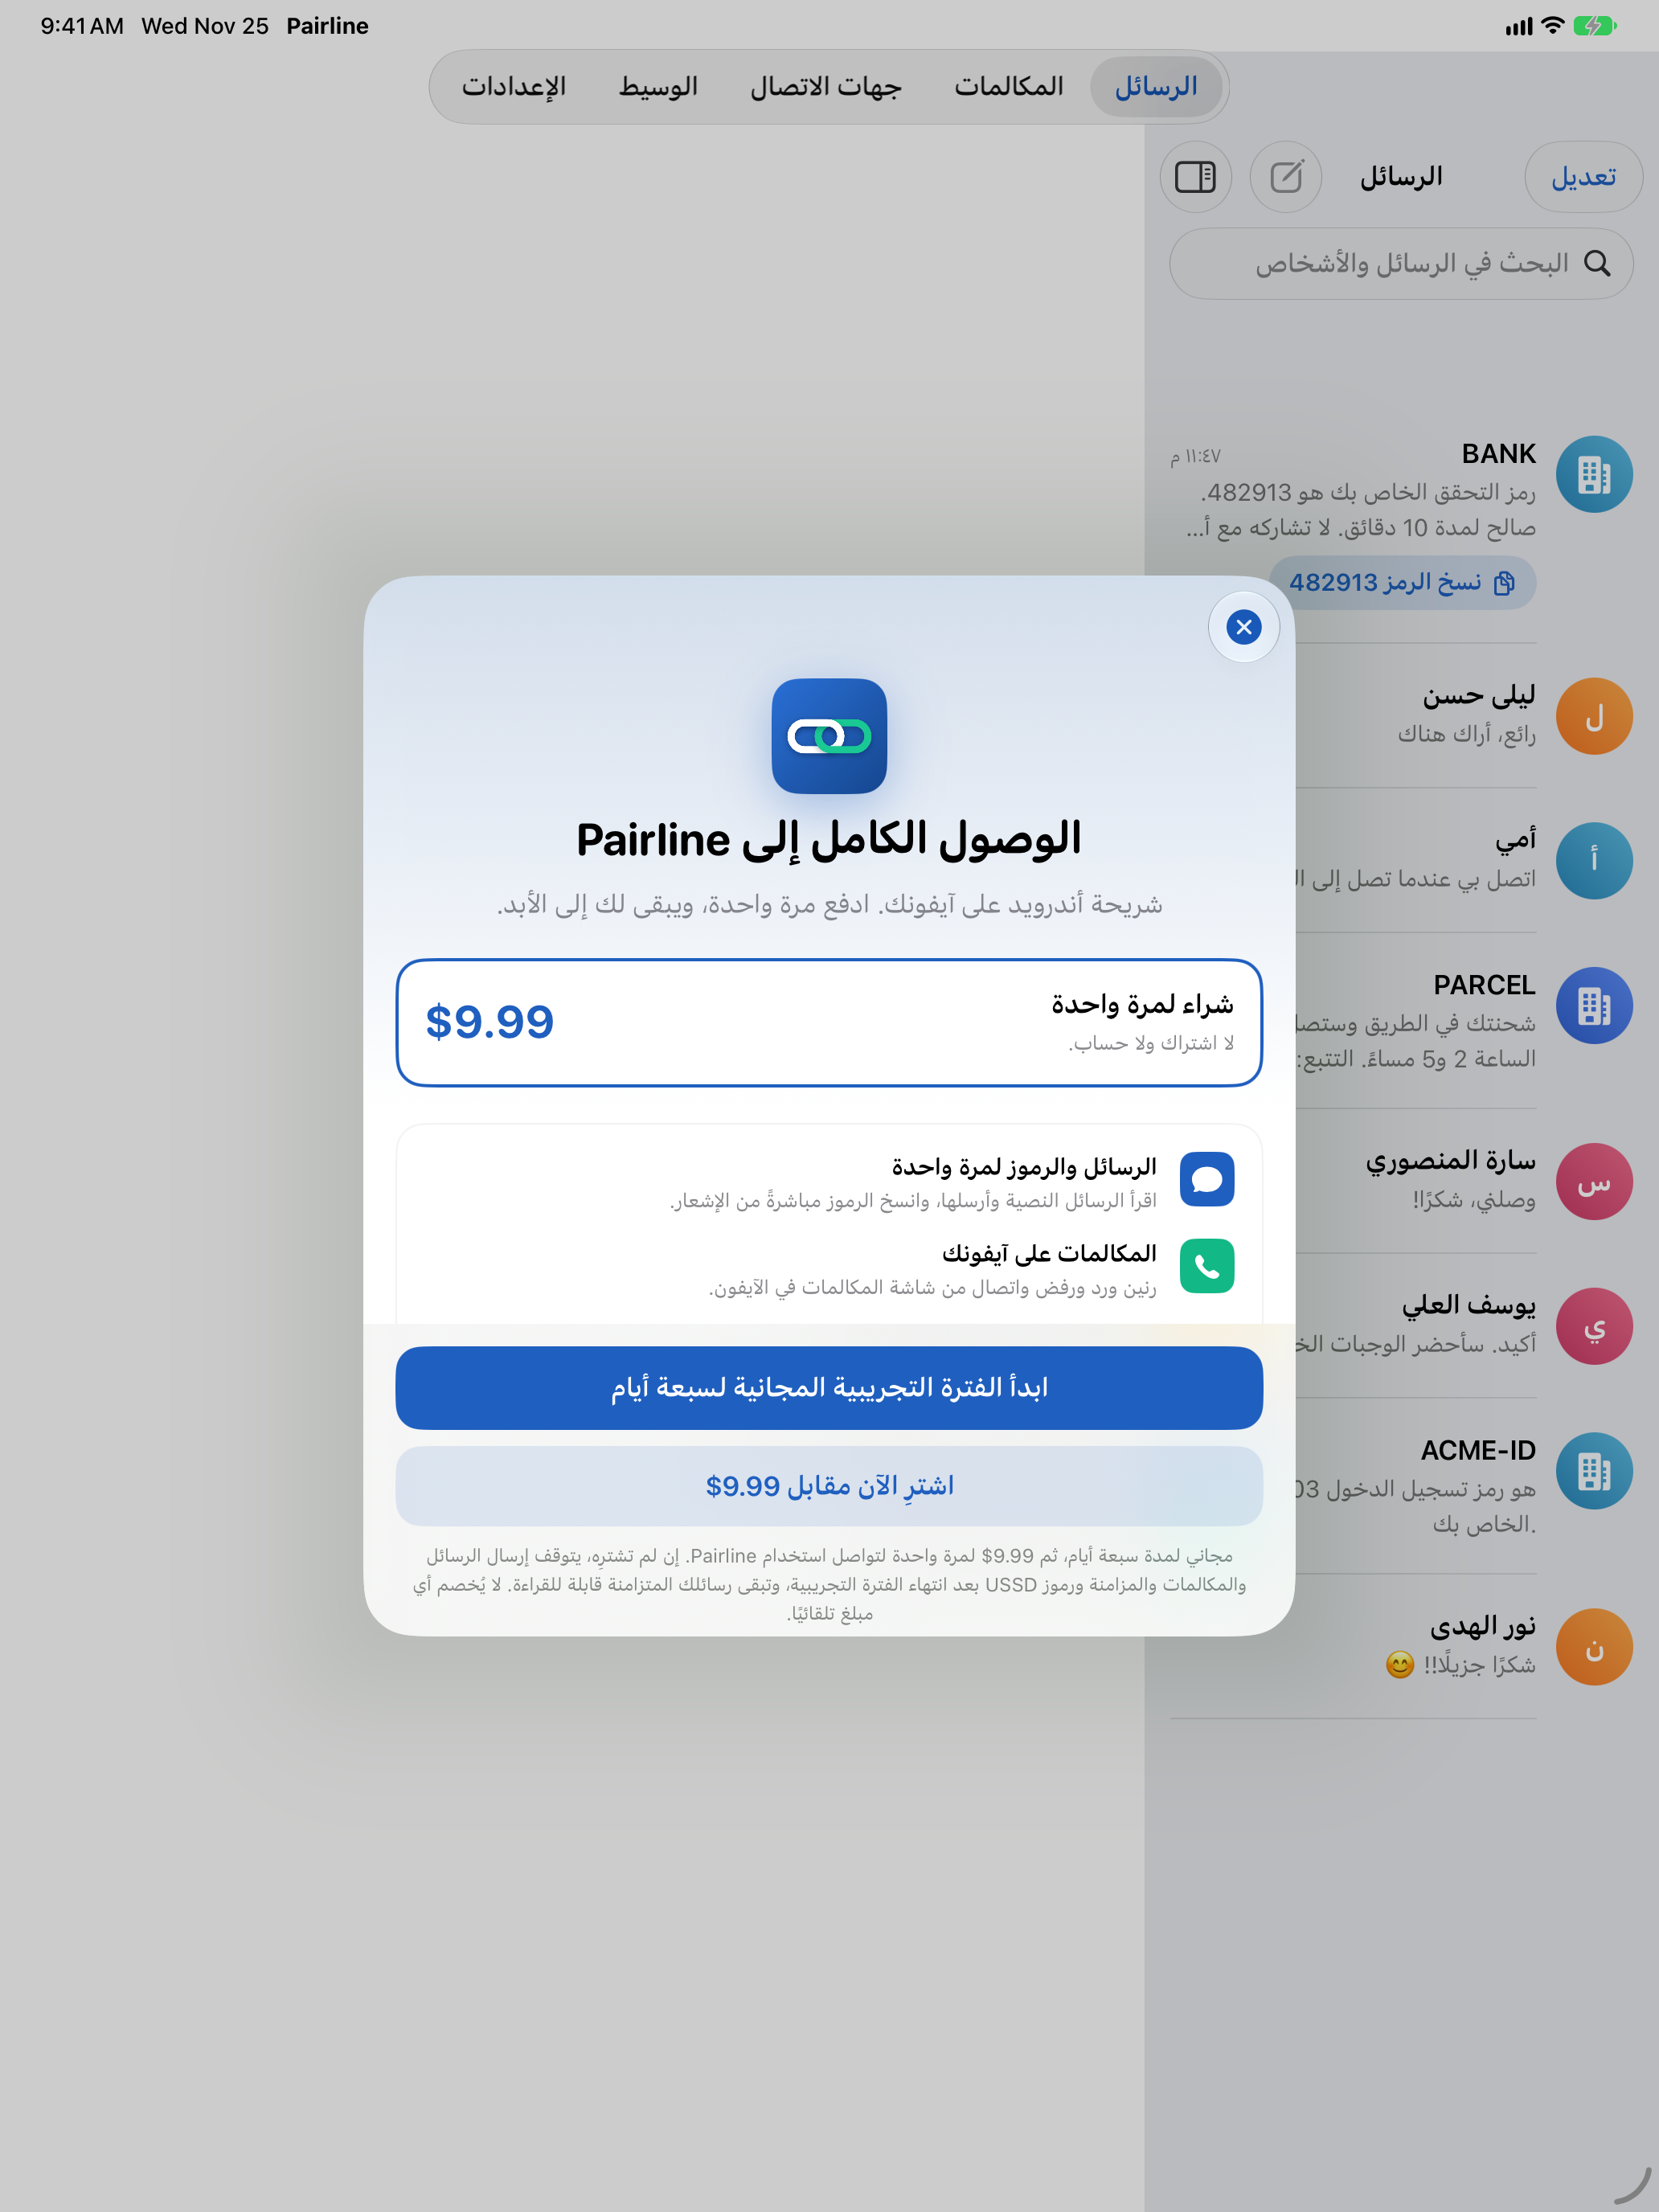 9:41 AM Wed Nov 25 Pairline
الرسائل المكالمات جهات الاتصال الوسيط الإعدادات
تعديل الرسائل
البحث في الرسائل والأشخاص
BANK ١١:٤٧ م
رمز التحقق الخاص بك هو 482913.
صالح لمدة 10 دقائق. لا تشاركه مع أ...
نسخ الرمز 482913
ل ليلى حسن
رائع، أراك هناك
أ أمي
اتصل بي عندما تصل إلى
PARCEL
شحنتك في الطريق
الساعة 2 و5 مساءً. التتبع:
س سارة المنصوري
وصلني، شكرًا!
ي يوسف العلي
أكيد. سأحضر الوجبات
ACME-ID
03 هو رمز تسجيل الدخول
الخاص بك.
ن نور الهدى
شكرًا جزيلًا!! 😊
الوصول الكامل إلى Pairline
شريحة أندرويد على آيفونك. ادفع مرة واحدة، ويبقى لك إلى الأبد.
شراء لمرة واحدة
لا اشتراك ولا حساب.
$9.99
الرسائل والرموز لمرة واحدة
اقرأ الرسائل النصية وأرسلها، وانسخ الرموز مباشرةً من الإشعار.
المكالمات على آيفونك
رنين ورد ورفض واتصال من شاشة المكالمات في الآيفون.
ابدأ الفترة التجريبية المجانية لسبعة أيام
اشترِ الآن مقابل 9.99$
مجاني لمدة سبعة أيام، ثم 9.99$ لمرة واحدة لتواصل استخدام Pairline. إن لم تشترِه، يتوقف إرسال الرسائل
والمكالمات والمزامنة ورموز USSD بعد انتهاء الفترة التجريبية، وتبقى رسائلك المتزامنة قابلة للقراءة. لا يُخصم أي
مبلغ تلقائيًا.